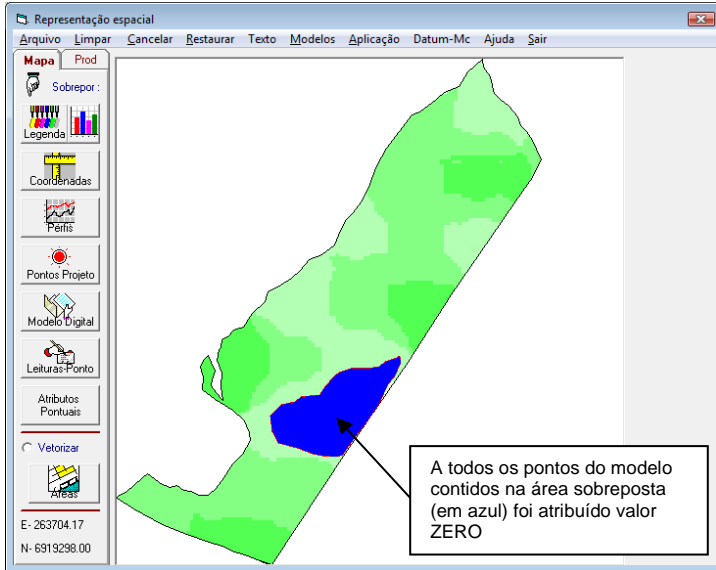 Representação espacial
Arquivo Limpar Cancelar Restaurar Texto Modelos Aplicação Datum-Mc Ajuda Sair
Mapa Prod
Sobrepor :
Legenda
Coordenadas
Pérfis
Pontos Projeto
Modelo Digital
Leituras-Ponto
Atributos
Pontuais
Vetorizar
Áreas
E- 263704.17
N- 6919298.00
A todos os pontos do modelo
contidos na área sobreposta
(em azul) foi atribuído valor
ZERO